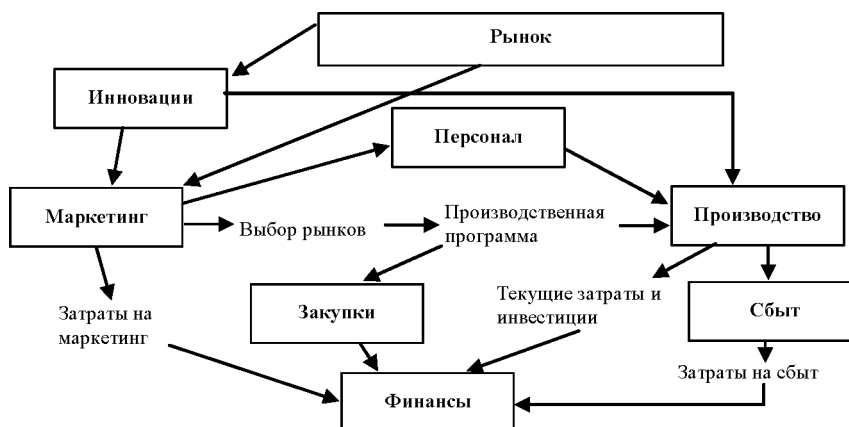 Рынок
Инновации
Персонал
Маркетинг
Выбор рынков
Производственная
программа
Производство
Затраты на
маркетинг
Закупки
Текущие затраты и
инвестиции
Сбыт
Затраты на сбыт
Финансы